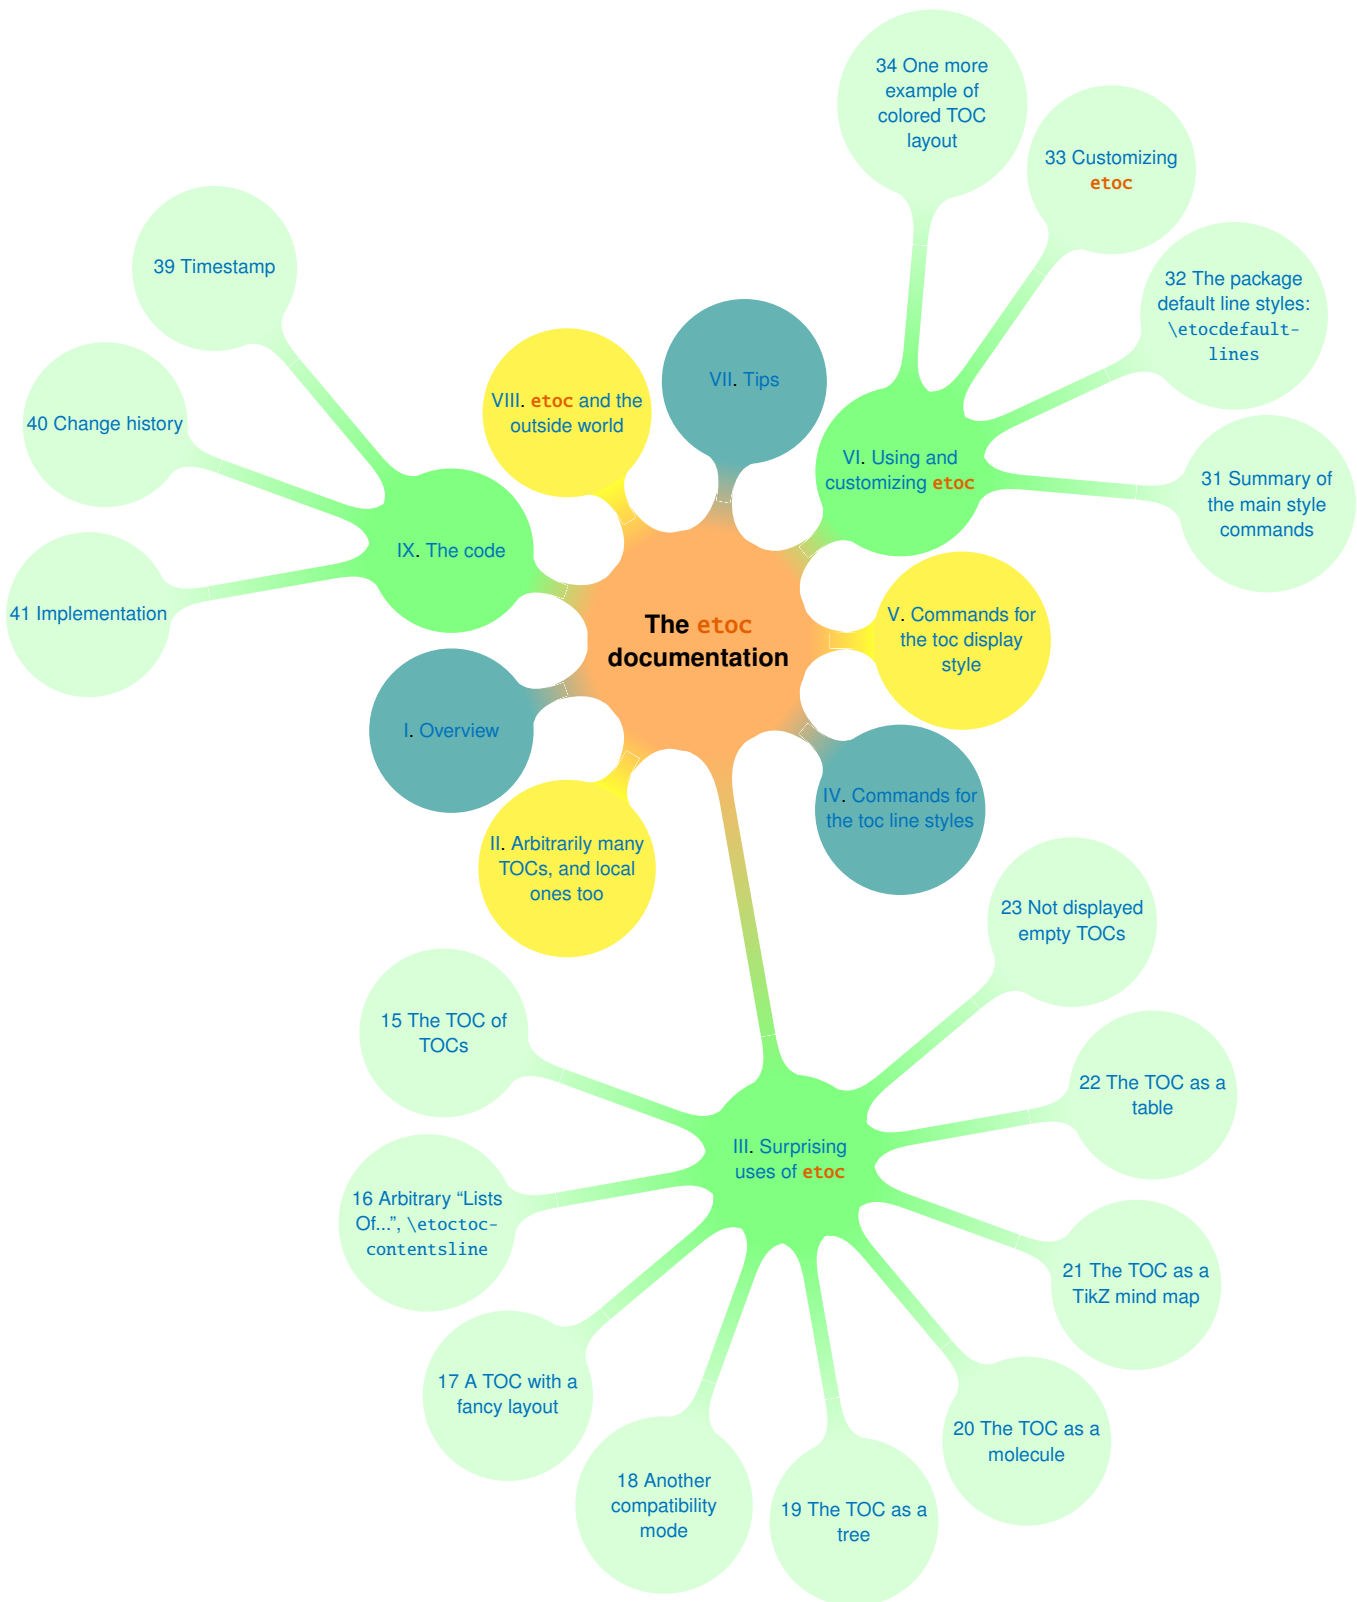 The etoc
documentation
I. Overview
II. Arbitrarily many
TOCs, and local
ones too
III. Surprising
uses of etoc
15 The TOC of
TOCs
16 Arbitrary “Lists
Of...”, \etoctoc-
contentsline
17 A TOC with a
fancy layout
18 Another
compatibility
mode
19 The TOC as a
tree
20 The TOC as a
molecule
21 The TOC as a
TikZ mind map
22 The TOC as a
table
23 Not displayed
empty TOCs
IV. Commands for
the toc line styles
V. Commands for
the toc display
style
VI. Using and
customizing etoc
31 Summary of
the main style
commands
32 The package
default line styles:
\etocdefault-
lines
33 Customizing
etoc
34 One more
example of
colored TOC
layout
VII. Tips
VIII. etoc and the
outside world
IX. The code
39 Timestamp
40 Change history
41 Implementation